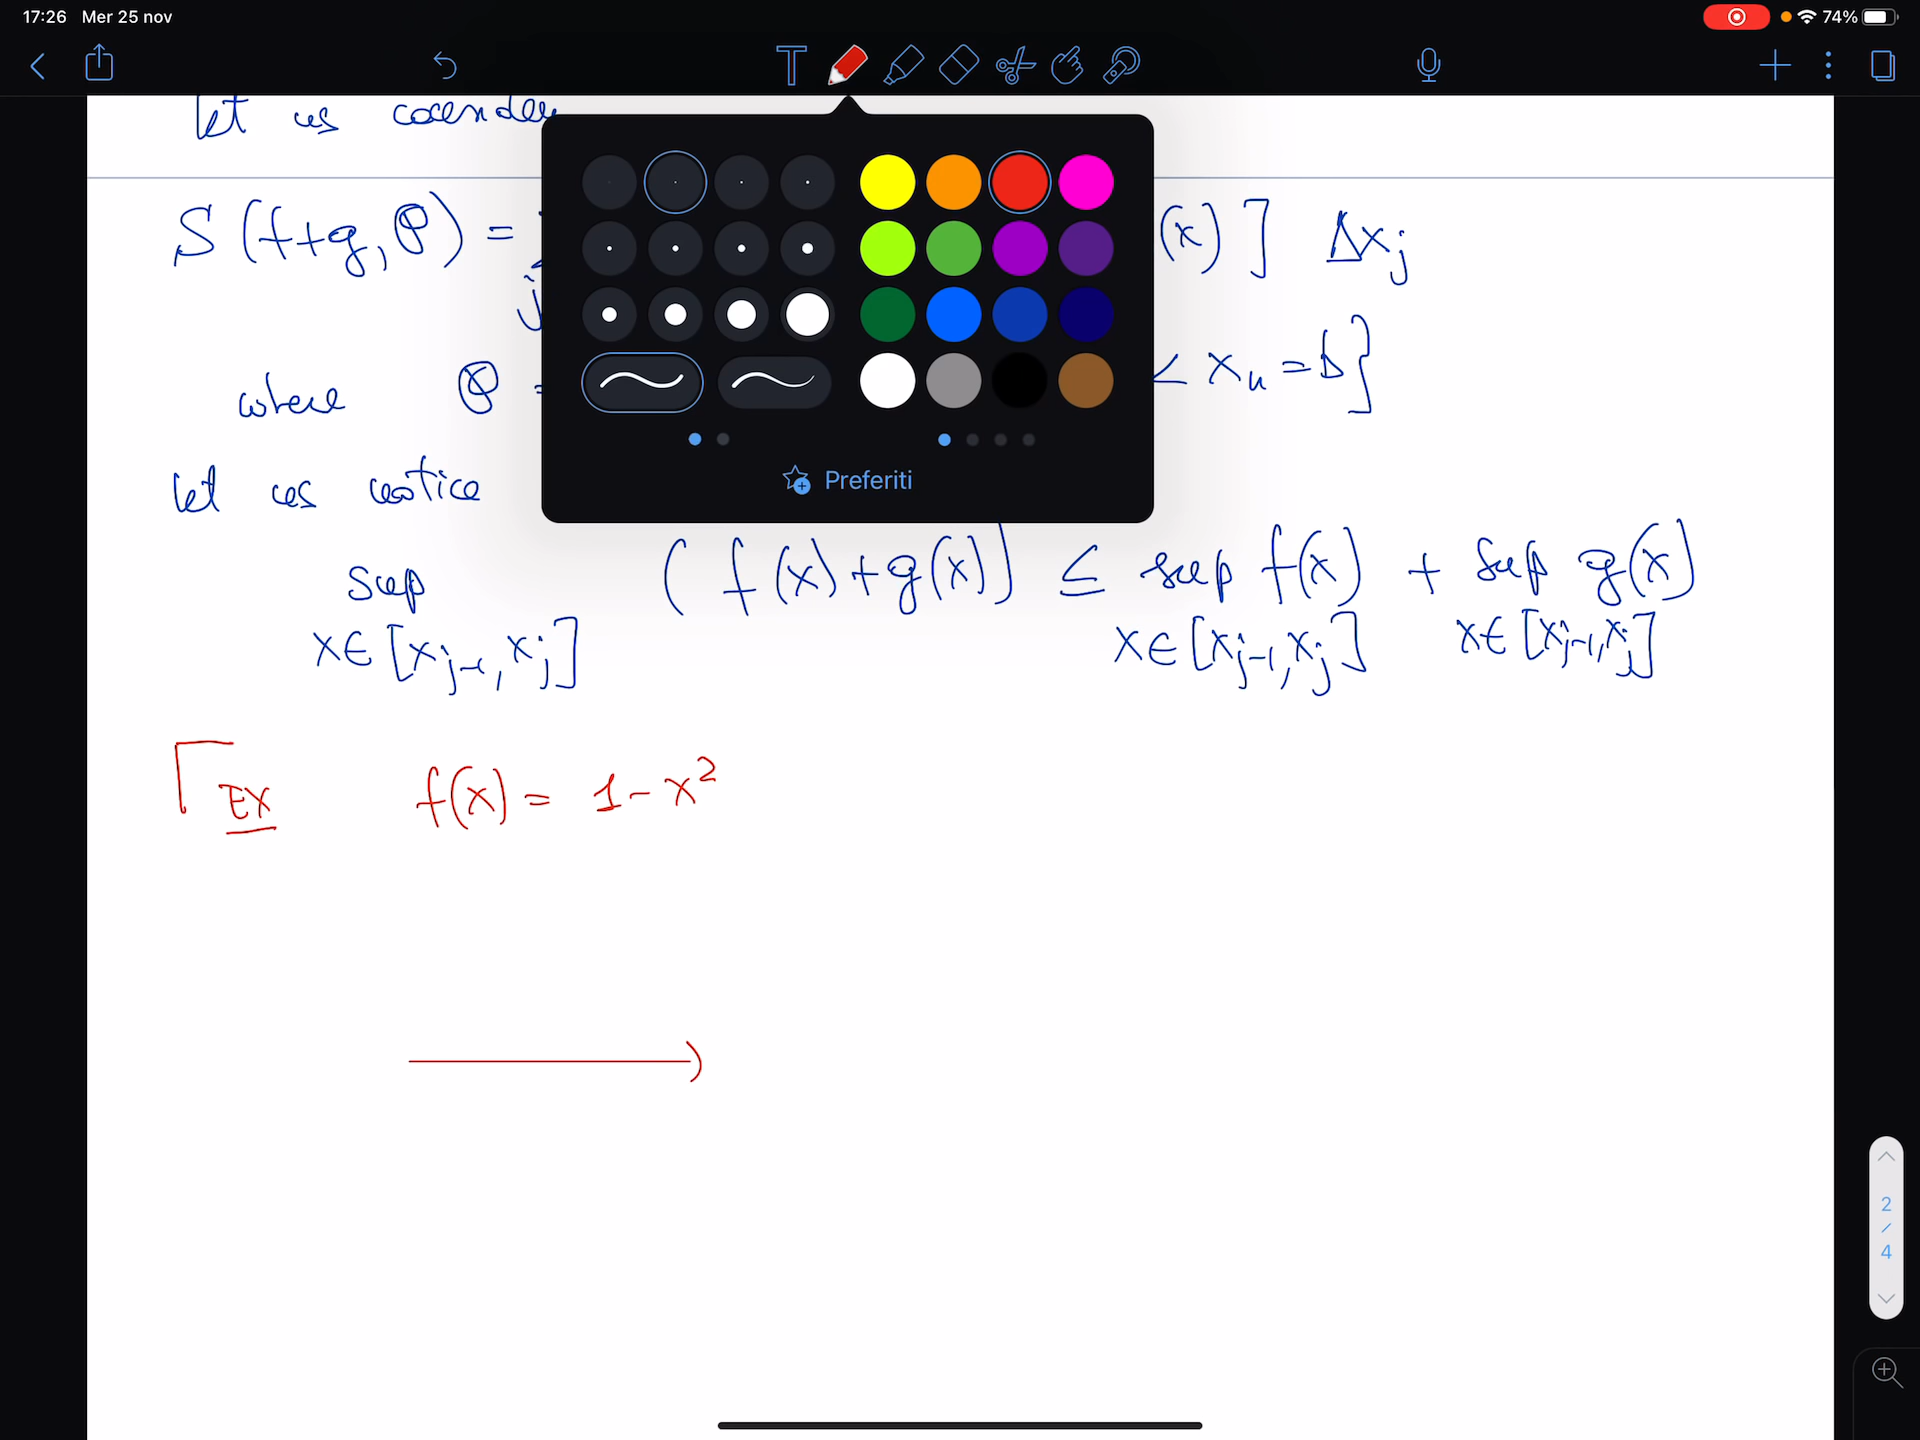 17:26 Mer 25 nov 74%
let us consider
S(f+g, P) = (x)] Δxj
j
where P = < xn = b}
Preferiti
let us notice
sup (f(x)+g(x)) ≤ sup f(x) + sup g(x)
x∈[xj-1, xj] x∈[xj-1, xj] x∈[xj-1, xj]
EX f(x) = 1-x²
2
/
4